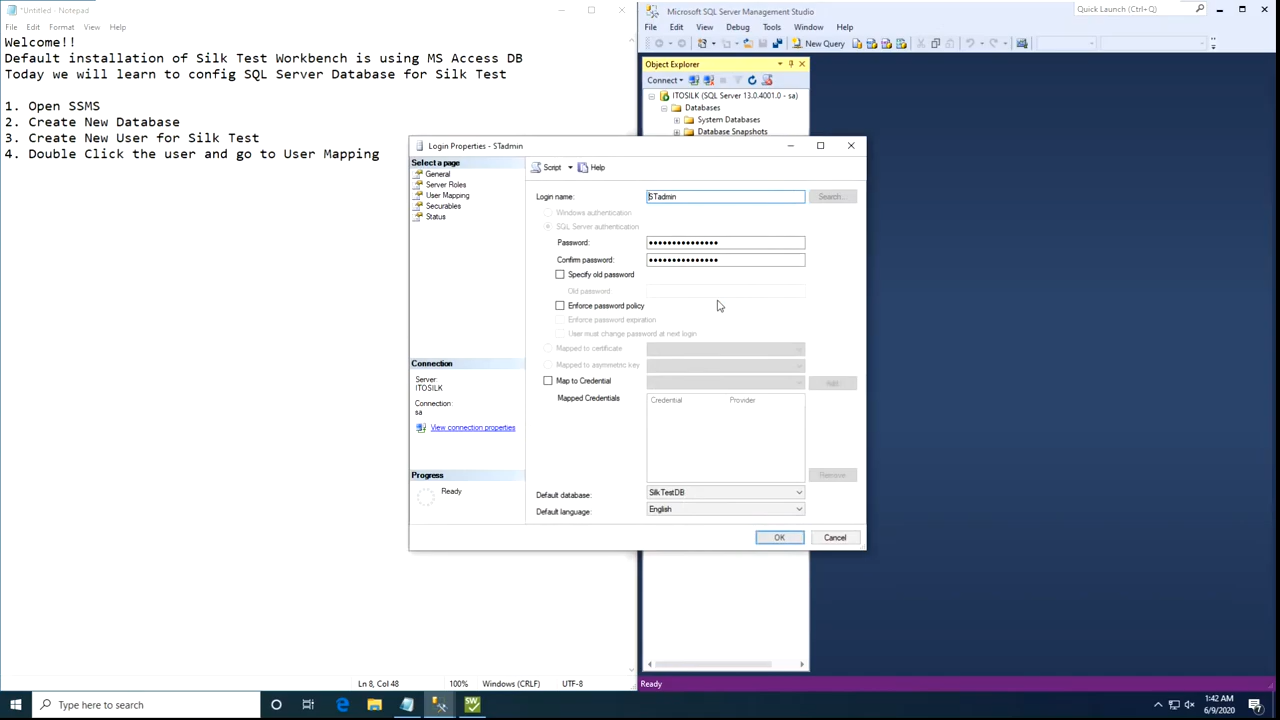 *Untitled - Notepad
File Edit Format View Help
Welcome!!
Default installation of Silk Test Workbench is using MS Access DB
Today we will learn to config SQL Server Database for Silk Test
1. Open SSMS
2. Create New Database
3. Create New User for Silk Test
4. Double Click the user and go to User Mapping
Ln 8, Col 48 100% Windows (CRLF) UTF-8
Microsoft SQL Server Management Studio
Quick Launch (Ctrl+Q)
File Edit View Debug Tools Window Help
New Query
Object Explorer
Connect
ITOSILK (SQL Server 13.0.4001.0 - sa)
Databases
System Databases
Database Snapshots
Login Properties - STadmin
Select a page
General
Server Roles
User Mapping
Securables
Status
Connection
Server:
ITOSILK
Connection:
sa
View connection properties
Progress
Ready
Script Help
Login name: STadmin Search...
Windows authentication
SQL Server authentication
Password: •••••••••••••••
Confirm password: •••••••••••••••
Specify old password
Old password
Enforce password policy
Enforce password expiration
User must change password at next login
Mapped to certificate
Mapped to asymmetric key
Map to Credential Add
Mapped Credentials Credential Provider
Remove
Default database: SilkTestDB
Default language: English
OK Cancel
Ready
Type here to search
SW
1:42 AM
6/9/2020
7